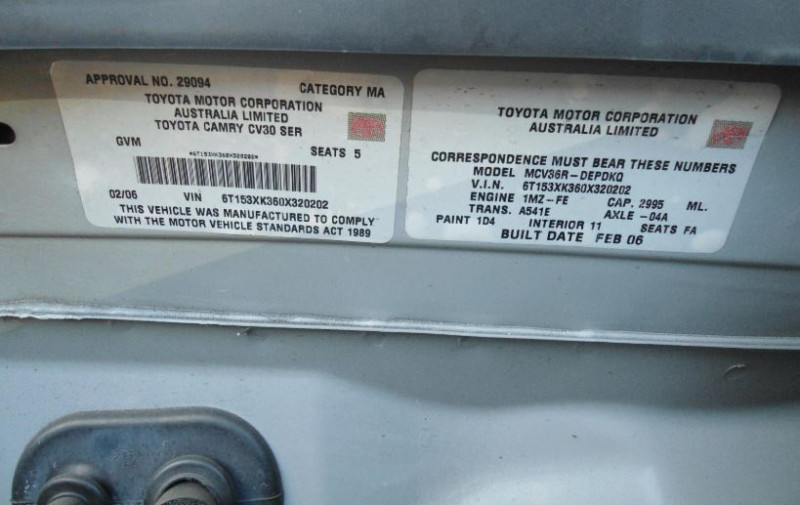 APPROVAL NO. 29094 CATEGORY MA
TOYOTA MOTOR CORPORATION
AUSTRALIA LIMITED
TOYOTA CAMRY CV30 SER
GVM SEATS 5
*6T153XK360X320202*
02/06 VIN 6T153XK360X320202
THIS VEHICLE WAS MANUFACTURED TO COMPLY
WITH THE MOTOR VEHICLE STANDARDS ACT 1989
TOYOTA MOTOR CORPORATION
AUSTRALIA LIMITED
CORRESPONDENCE MUST BEAR THESE NUMBERS
MODEL MCV36R-DEPDKQ
V.I.N. 6T153XK360X320202
ENGINE 1MZ-FE CAP. 2995 ML.
TRANS. A541E AXLE -04A
PAINT 1D4 INTERIOR 11 SEATS FA
BUILT DATE FEB 06